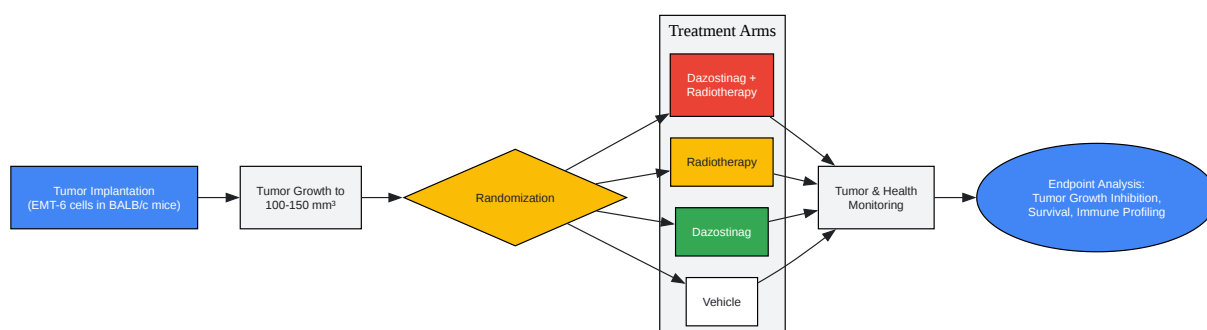 Treatment Arms
Dazostinag +
Radiotherapy
Radiotherapy
Tumor Implantation
(EMT-6 cells in BALB/c mice)
Tumor Growth to
100-150 mm³
Randomization
Tumor & Health
Monitoring
Endpoint Analysis:
Tumor Growth Inhibition,
Survival, Immune Profiling
Dazostinag
Vehicle